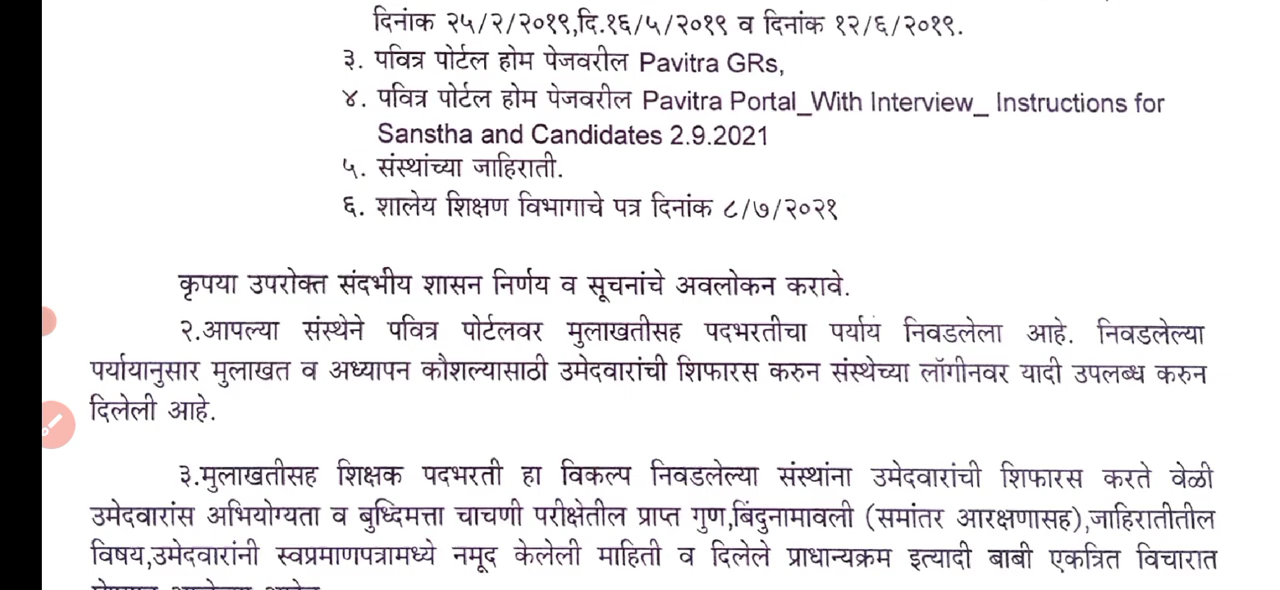 दिनांक २५/२/२०१९,दि.१६/५/२०१९ व दिनांक १२/६/२०१९.
३. पवित्र पोर्टल होम पेजवरील Pavitra GRs,
४. पवित्र पोर्टल होम पेजवरील Pavitra Portal_With Interview_ Instructions for
Sanstha and Candidates 2.9.2021
५. संस्थांच्या जाहिराती.
६. शालेय शिक्षण विभागाचे पत्र दिनांक ८/७/२०२१
कृपया उपरोक्त संदर्भीय शासन निर्णय व सूचनांचे अवलोकन करावे.
२.आपल्या संस्थेने पवित्र पोर्टलवर मुलाखतीसह पदभरतीचा पर्याय निवडलेला आहे. निवडलेल्या
पर्यायानुसार मुलाखत व अध्यापन कौशल्यासाठी उमेदवारांची शिफारस करुन संस्थेच्या लॉगीनवर यादी उपलब्ध करुन
दिलेली आहे.
३.मुलाखतीसह शिक्षक पदभरती हा विकल्प निवडलेल्या संस्थांना उमेदवारांची शिफारस करते वेळी
उमेदवारांस अभियोग्यता व बुध्दिमत्ता चाचणी परीक्षेतील प्राप्त गुण,बिंदुनामावली (समांतर आरक्षणासह),जाहिरातीतील
विषय,उमेदवारांनी स्वप्रमाणपत्रामध्ये नमूद केलेली माहिती व दिलेले प्राधान्यक्रम इत्यादी बाबी एकत्रित विचारात